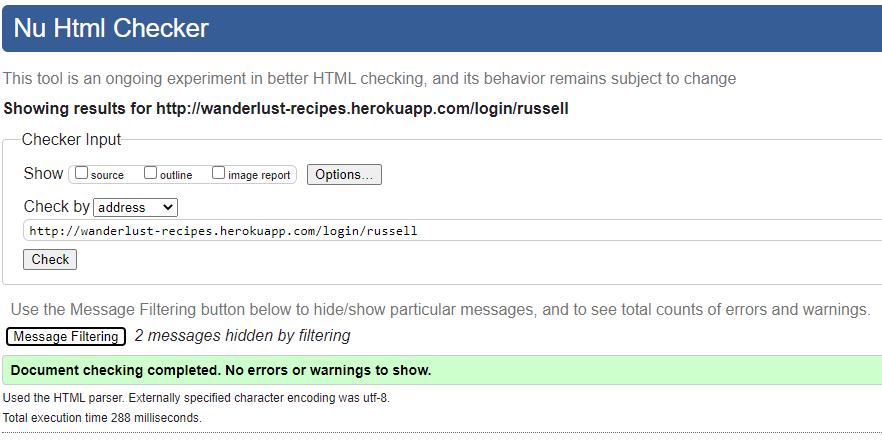 Nu Html Checker
This tool is an ongoing experiment in better HTML checking, and its behavior remains subject to change
Showing results for http://wanderlust-recipes.herokuapp.com/login/russell
Checker Input
Show source outline image report Options...
Check by address
http://wanderlust-recipes.herokuapp.com/login/russell
Check
Use the Message Filtering button below to hide/show particular messages, and to see total counts of errors and warnings.
Message Filtering 2 messages hidden by filtering
Document checking completed. No errors or warnings to show.
Used the HTML parser. Externally specified character encoding was utf-8.
Total execution time 288 milliseconds.